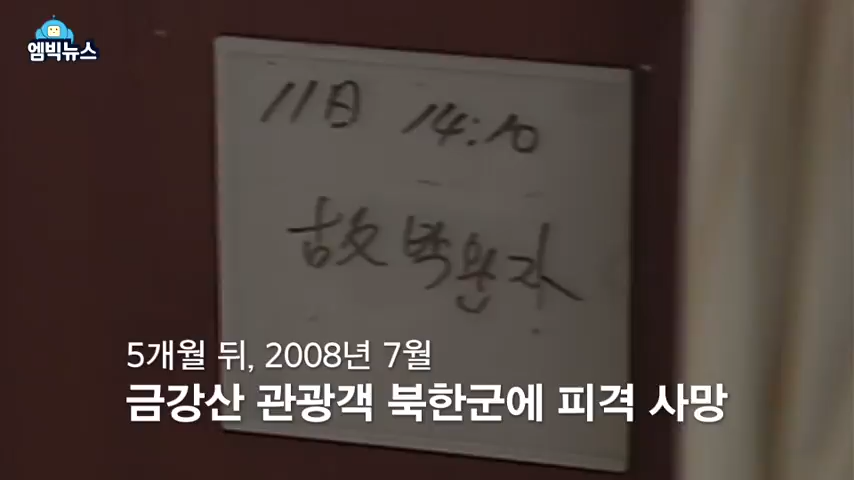 엠빅뉴스
11日 14:10
故 박왕자
5개월 뒤, 2008년 7월
금강산 관광객 북한군에 피격 사망